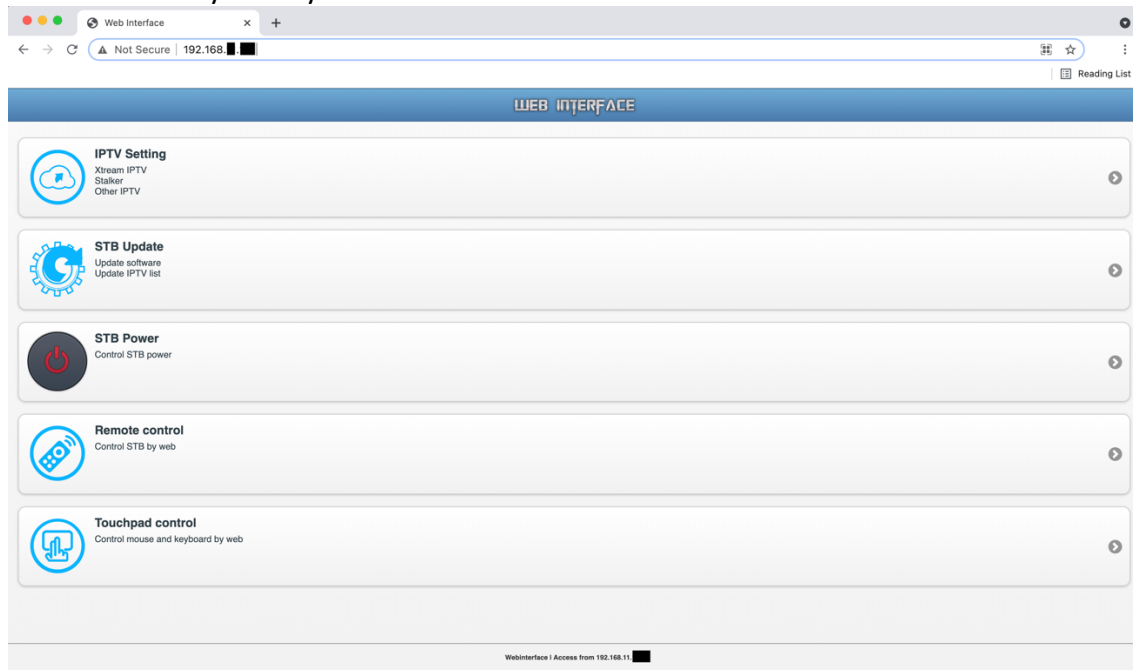 Web Interface
Not Secure | 192.168.
Reading List
WEB INTERFACE
IPTV Setting
Xtream IPTV
Stalker
Other IPTV
STB Update
Update software
Update IPTV list
STB Power
Control STB power
Remote control
Control STB by web
Touchpad control
Control mouse and keyboard by web
Webinterface | Access from 192.168.11.